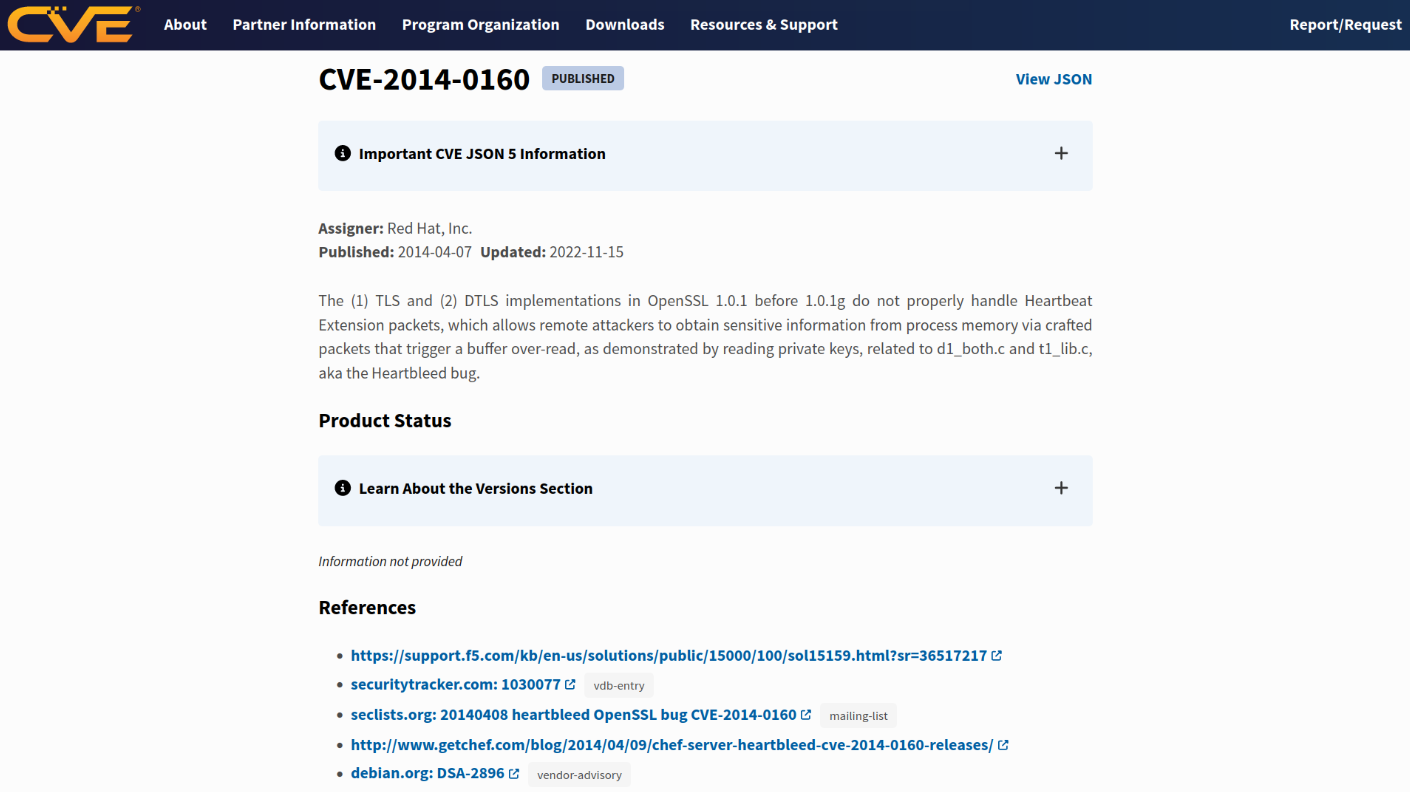 CVE®
About Partner Information Program Organization Downloads Resources & Support Report/Request
CVE-2014-0160 PUBLISHED View JSON
Important CVE JSON 5 Information +
Assigner: Red Hat, Inc.
Published: 2014-04-07 Updated: 2022-11-15
The (1) TLS and (2) DTLS implementations in OpenSSL 1.0.1 before 1.0.1g do not properly handle Heartbeat
Extension packets, which allows remote attackers to obtain sensitive information from process memory via crafted
packets that trigger a buffer over-read, as demonstrated by reading private keys, related to d1_both.c and t1_lib.c,
aka the Heartbleed bug.
Product Status
Learn About the Versions Section +
Information not provided
References
• https://support.f5.com/kb/en-us/solutions/public/15000/100/sol15159.html?sr=36517217
• securitytracker.com: 1030077 vdb-entry
• seclists.org: 20140408 heartbleed OpenSSL bug CVE-2014-0160 mailing-list
• http://www.getchef.com/blog/2014/04/09/chef-server-heartbleed-cve-2014-0160-releases/
• debian.org: DSA-2896 vendor-advisory